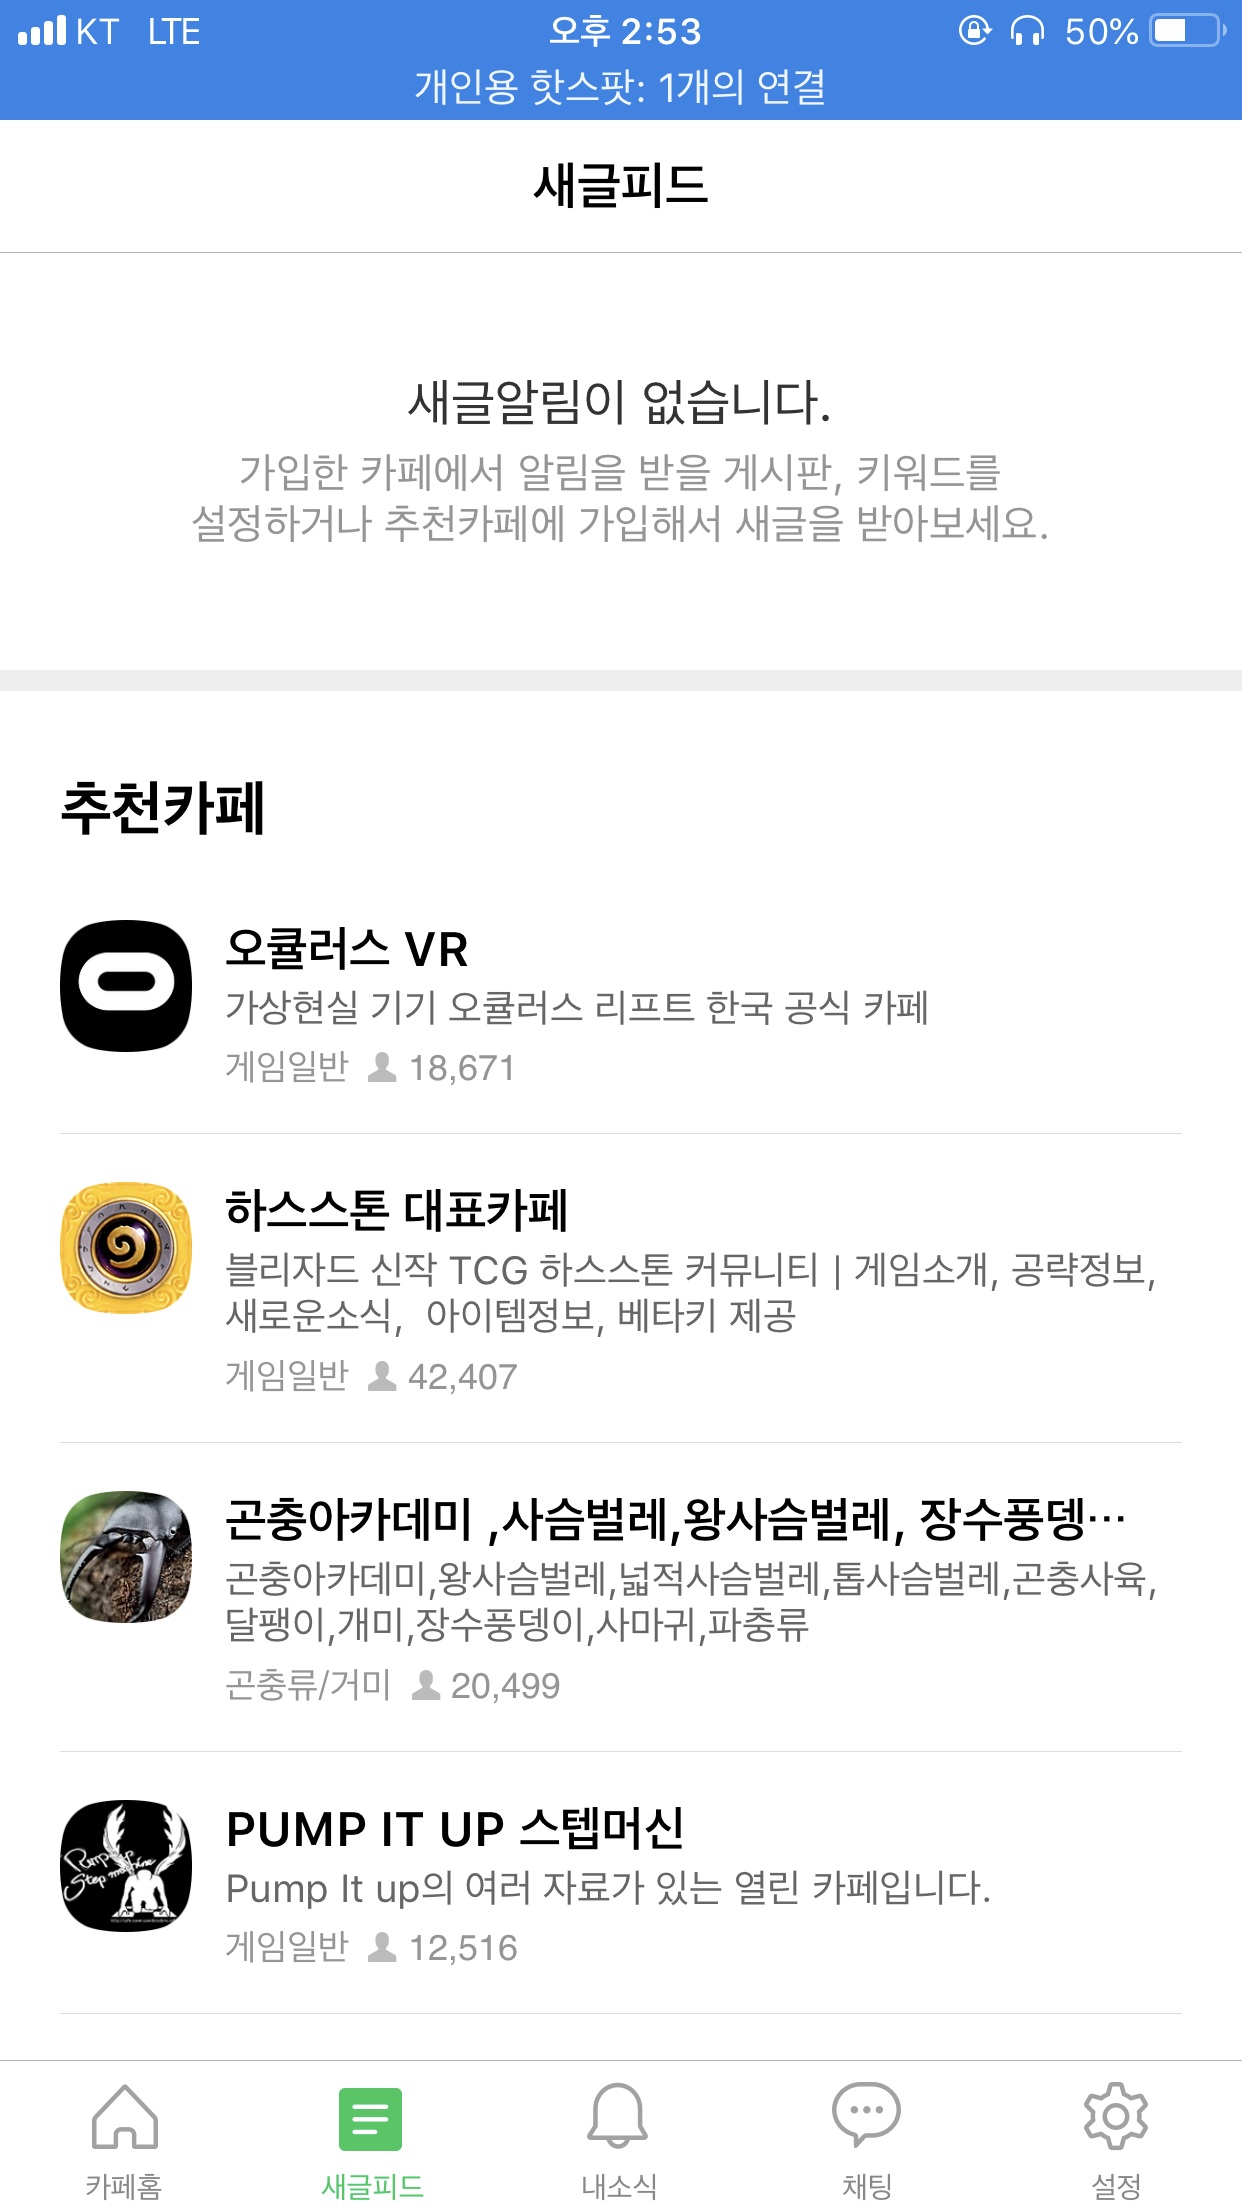 KT LTE 오후 2:53 50%
개인용 핫스팟: 1개의 연결
새글피드
새글알림이 없습니다.
가입한 카페에서 알림을 받을 게시판, 키워드를
설정하거나 추천카페에 가입해서 새글을 받아보세요.
추천카페
오큘러스 VR
가상현실 기기 오큘러스 리프트 한국 공식 카페
게임일반 18,671
하스스톤 대표카페
블리자드 신작 TCG 하스스톤 커뮤니티 | 게임소개, 공략정보,
새로운소식, 아이템정보, 베타키 제공
게임일반 42,407
곤충아카데미 ,사슴벌레,왕사슴벌레, 장수풍뎅…
곤충아카데미,왕사슴벌레,넓적사슴벌레,톱사슴벌레,곤충사육,
달팽이,개미,장수풍뎅이,사마귀,파충류
곤충류/거미 20,499
PUMP IT UP 스텝머신
Pump It up의 여러 자료가 있는 열린 카페입니다.
게임일반 12,516
카페홈 새글피드 내소식 채팅 설정